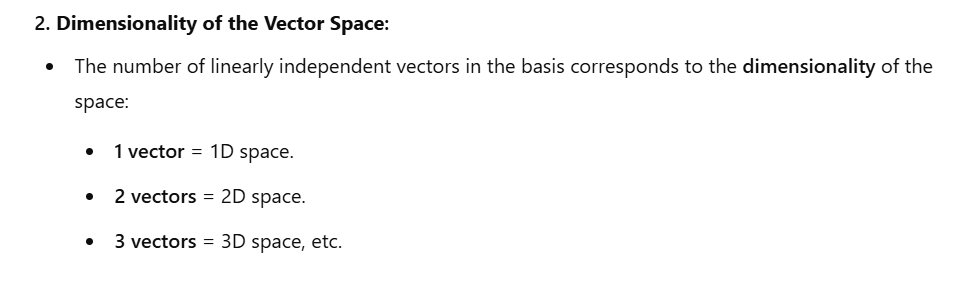 2. Dimensionality of the Vector Space:
• The number of linearly independent vectors in the basis corresponds to the dimensionality of the
space:
• 1 vector = 1D space.
• 2 vectors = 2D space.
• 3 vectors = 3D space, etc.